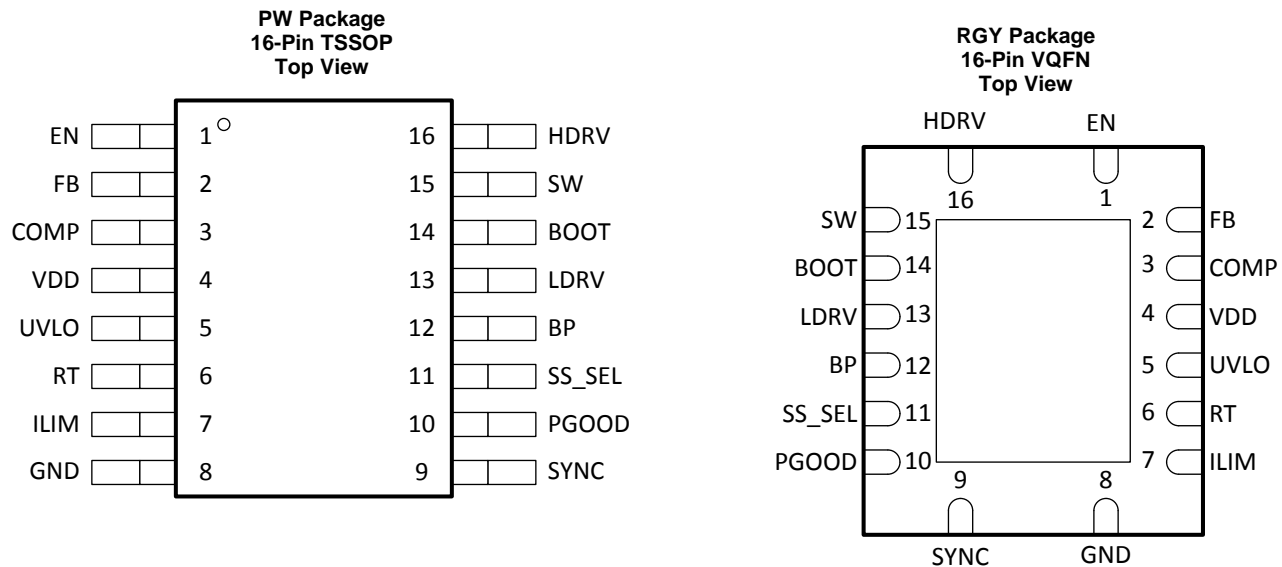 PW Package
16-Pin TSSOP
Top View
EN 1 16 HDRV
FB 2 15 SW
COMP 3 14 BOOT
VDD 4 13 LDRV
UVLO 5 12 BP
RT 6 11 SS_SEL
ILIM 7 10 PGOOD
GND 8 9 SYNC
RGY Package
16-Pin VQFN
Top View
HDRV EN
16 1
SW 15 2 FB
BOOT 14 3 COMP
LDRV 13 4 VDD
BP 12 5 UVLO
SS_SEL 11 6 RT
PGOOD 10 7 ILIM
9 8
SYNC GND